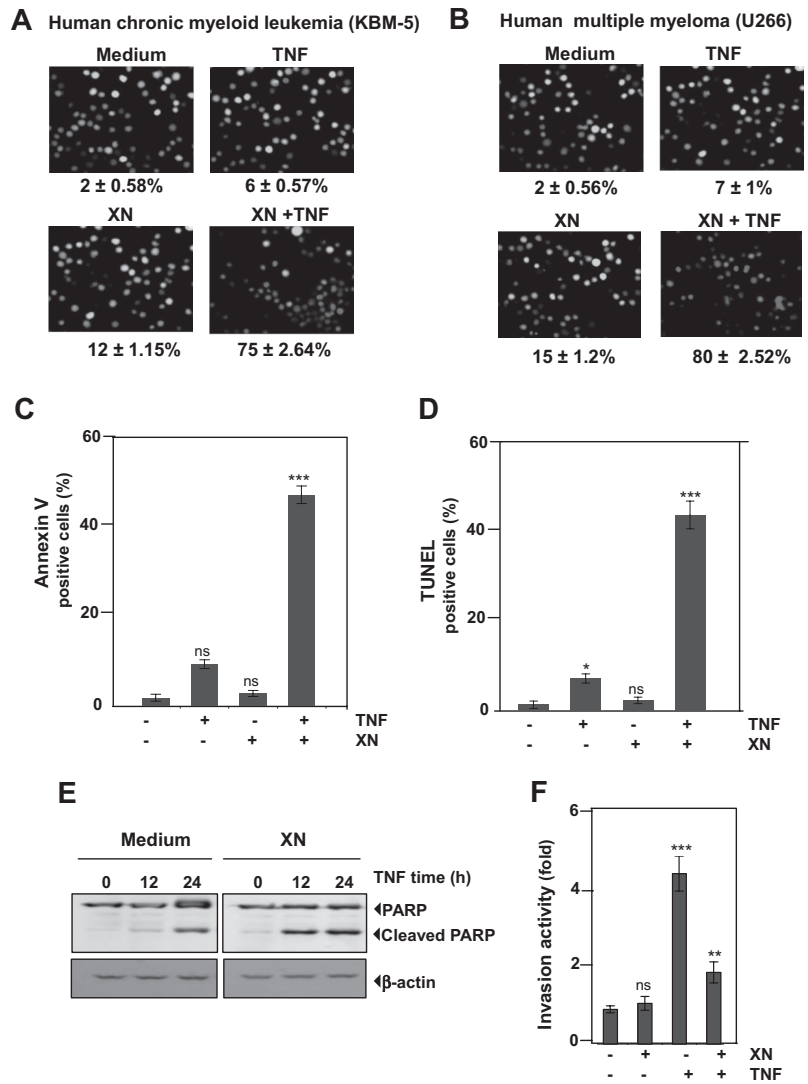 A Human chronic myeloid leukemia (KBM-5)
Medium TNF
2 ± 0.58% 6 ± 0.57%
XN XN +TNF
12 ± 1.15% 75 ± 2.64%
B Human multiple myeloma (U266)
Medium TNF
2 ± 0.56% 7 ± 1%
XN XN + TNF
15 ± 1.2% 80 ± 2.52%
C
Annexin V
positive cells (%)
60
40
20
0
ns
ns
***
- + - + TNF
- - + + XN
D
TUNEL
positive cells (%)
60
40
20
0
*
ns
***
- + - + TNF
- - + + XN
E
Medium XN
0 12 24 0 12 24 TNF time (h)
PARP
Cleaved PARP
β-actin
F
Invasion activity (fold)
6
4
2
0
ns
***
**
- + - + XN
- - + + TNF